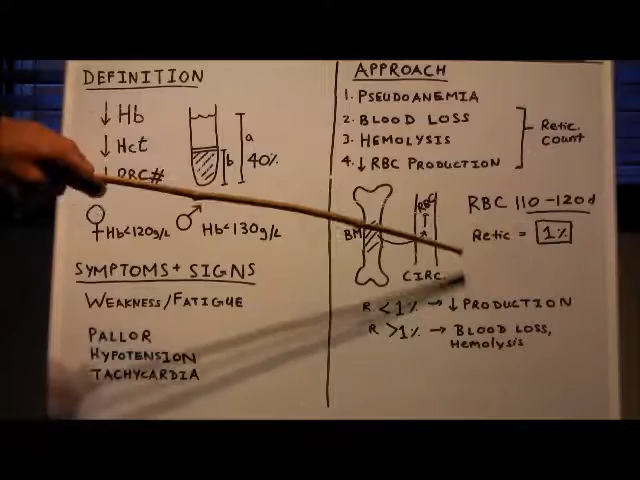 DEFINITION
↓ Hb
↓ Hct
↓ RBC#
a
b
40%
♀ Hb<120g/L
♂ Hb<130g/L
SYMPTOMS + SIGNS
WEAKNESS/FATIGUE
PALLOR
HYPOTENSION
TACHYCARDIA
APPROACH
1. PSEUDOANEMIA
2. BLOOD LOSS
3. HEMOLYSIS
4. ↓ RBC PRODUCTION
Retic. count
BM
RBC
CIRC.
RBC 110-120d
Retic = 1%
R <1% → ↓ PRODUCTION
R >1% → BLOOD LOSS,
Hemolysis